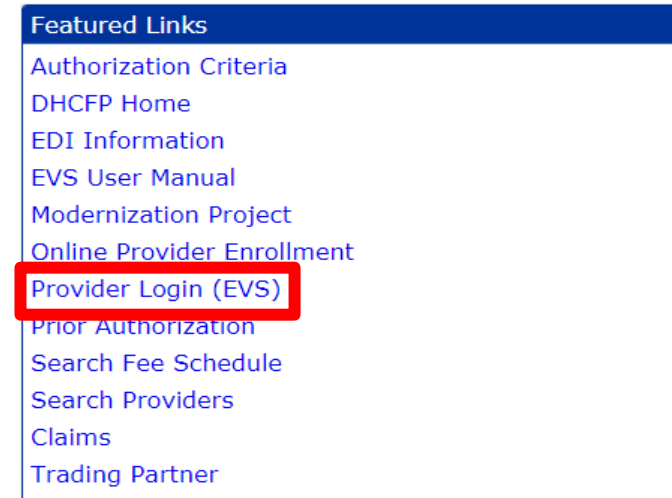 Featured Links
Authorization Criteria
DHCFP Home
EDI Information
EVS User Manual
Modernization Project
Online Provider Enrollment
Provider Login (EVS)
Prior Authorization
Search Fee Schedule
Search Providers
Claims
Trading Partner